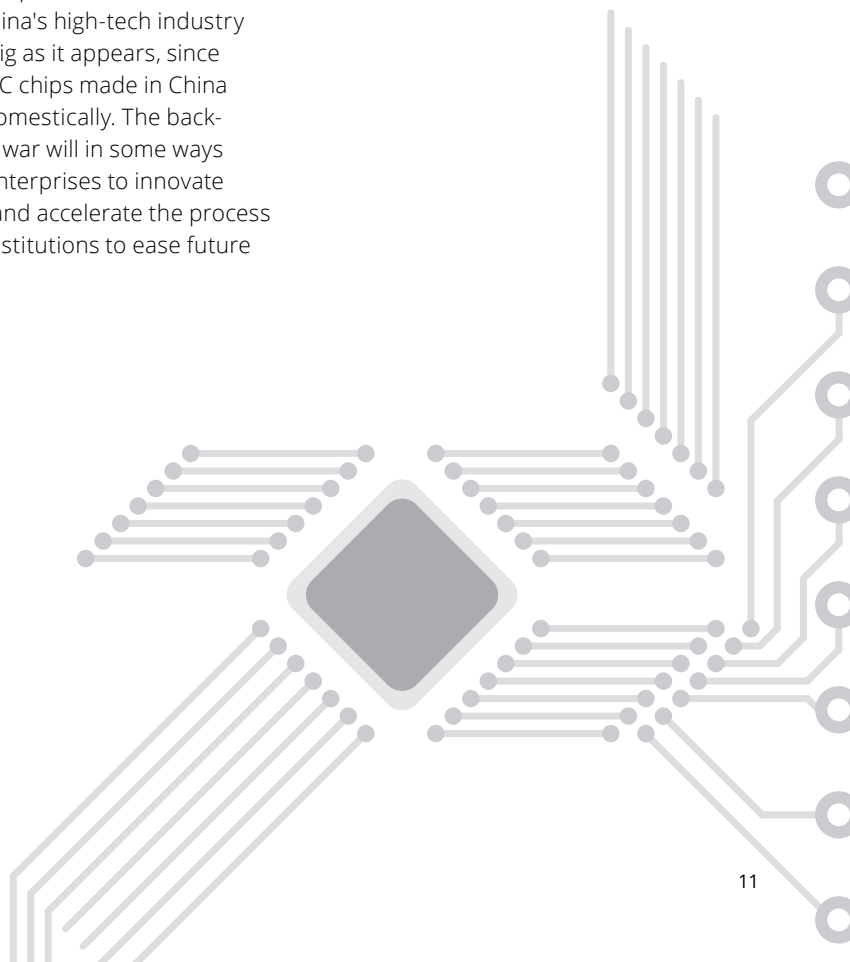 ina's high-tech industry
ig as it appears, since
C chips made in China
omestically. The back-
war will in some ways
nterprises to innovate
and accelerate the process
stitutions to ease future
11